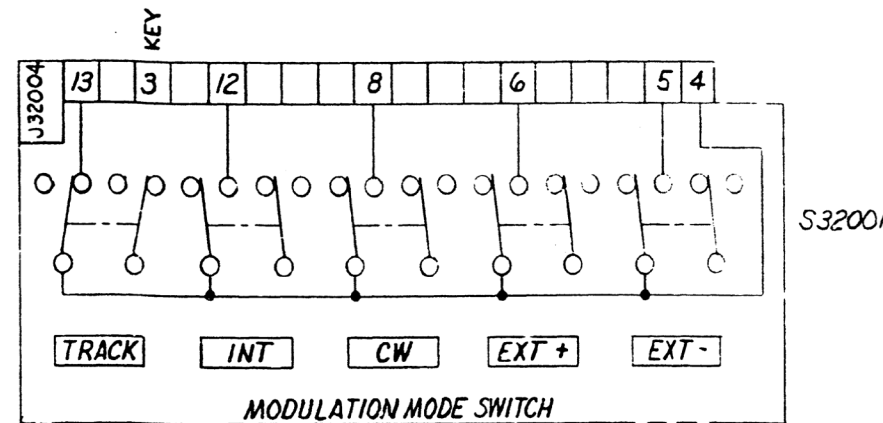 KEY
J32004 13 3 12 8 6 5 4
S32001
TRACK INT CW EXT + EXT -
MODULATION MODE SWITCH